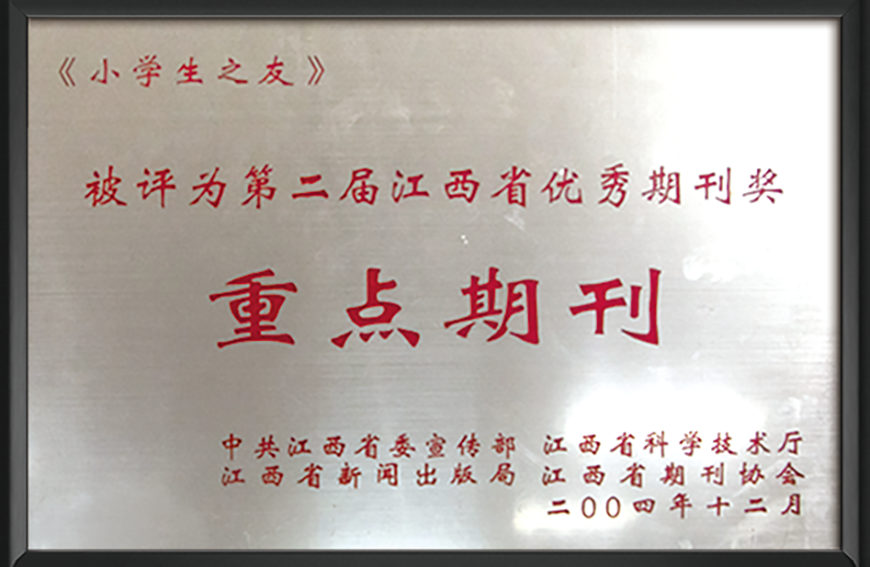 《小学生之友》
被评为第二届江西省优秀期刊奖
重点期刊
中共江西省委宣传部 江西省科学技术厅
江西省新闻出版局 江西省期刊协会
二〇〇四年十二月